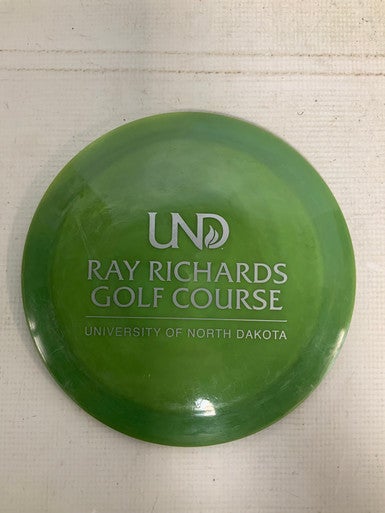 UND
RAY RICHARDS
GOLF COURSE
UNIVERSITY OF NORTH DAKOTA